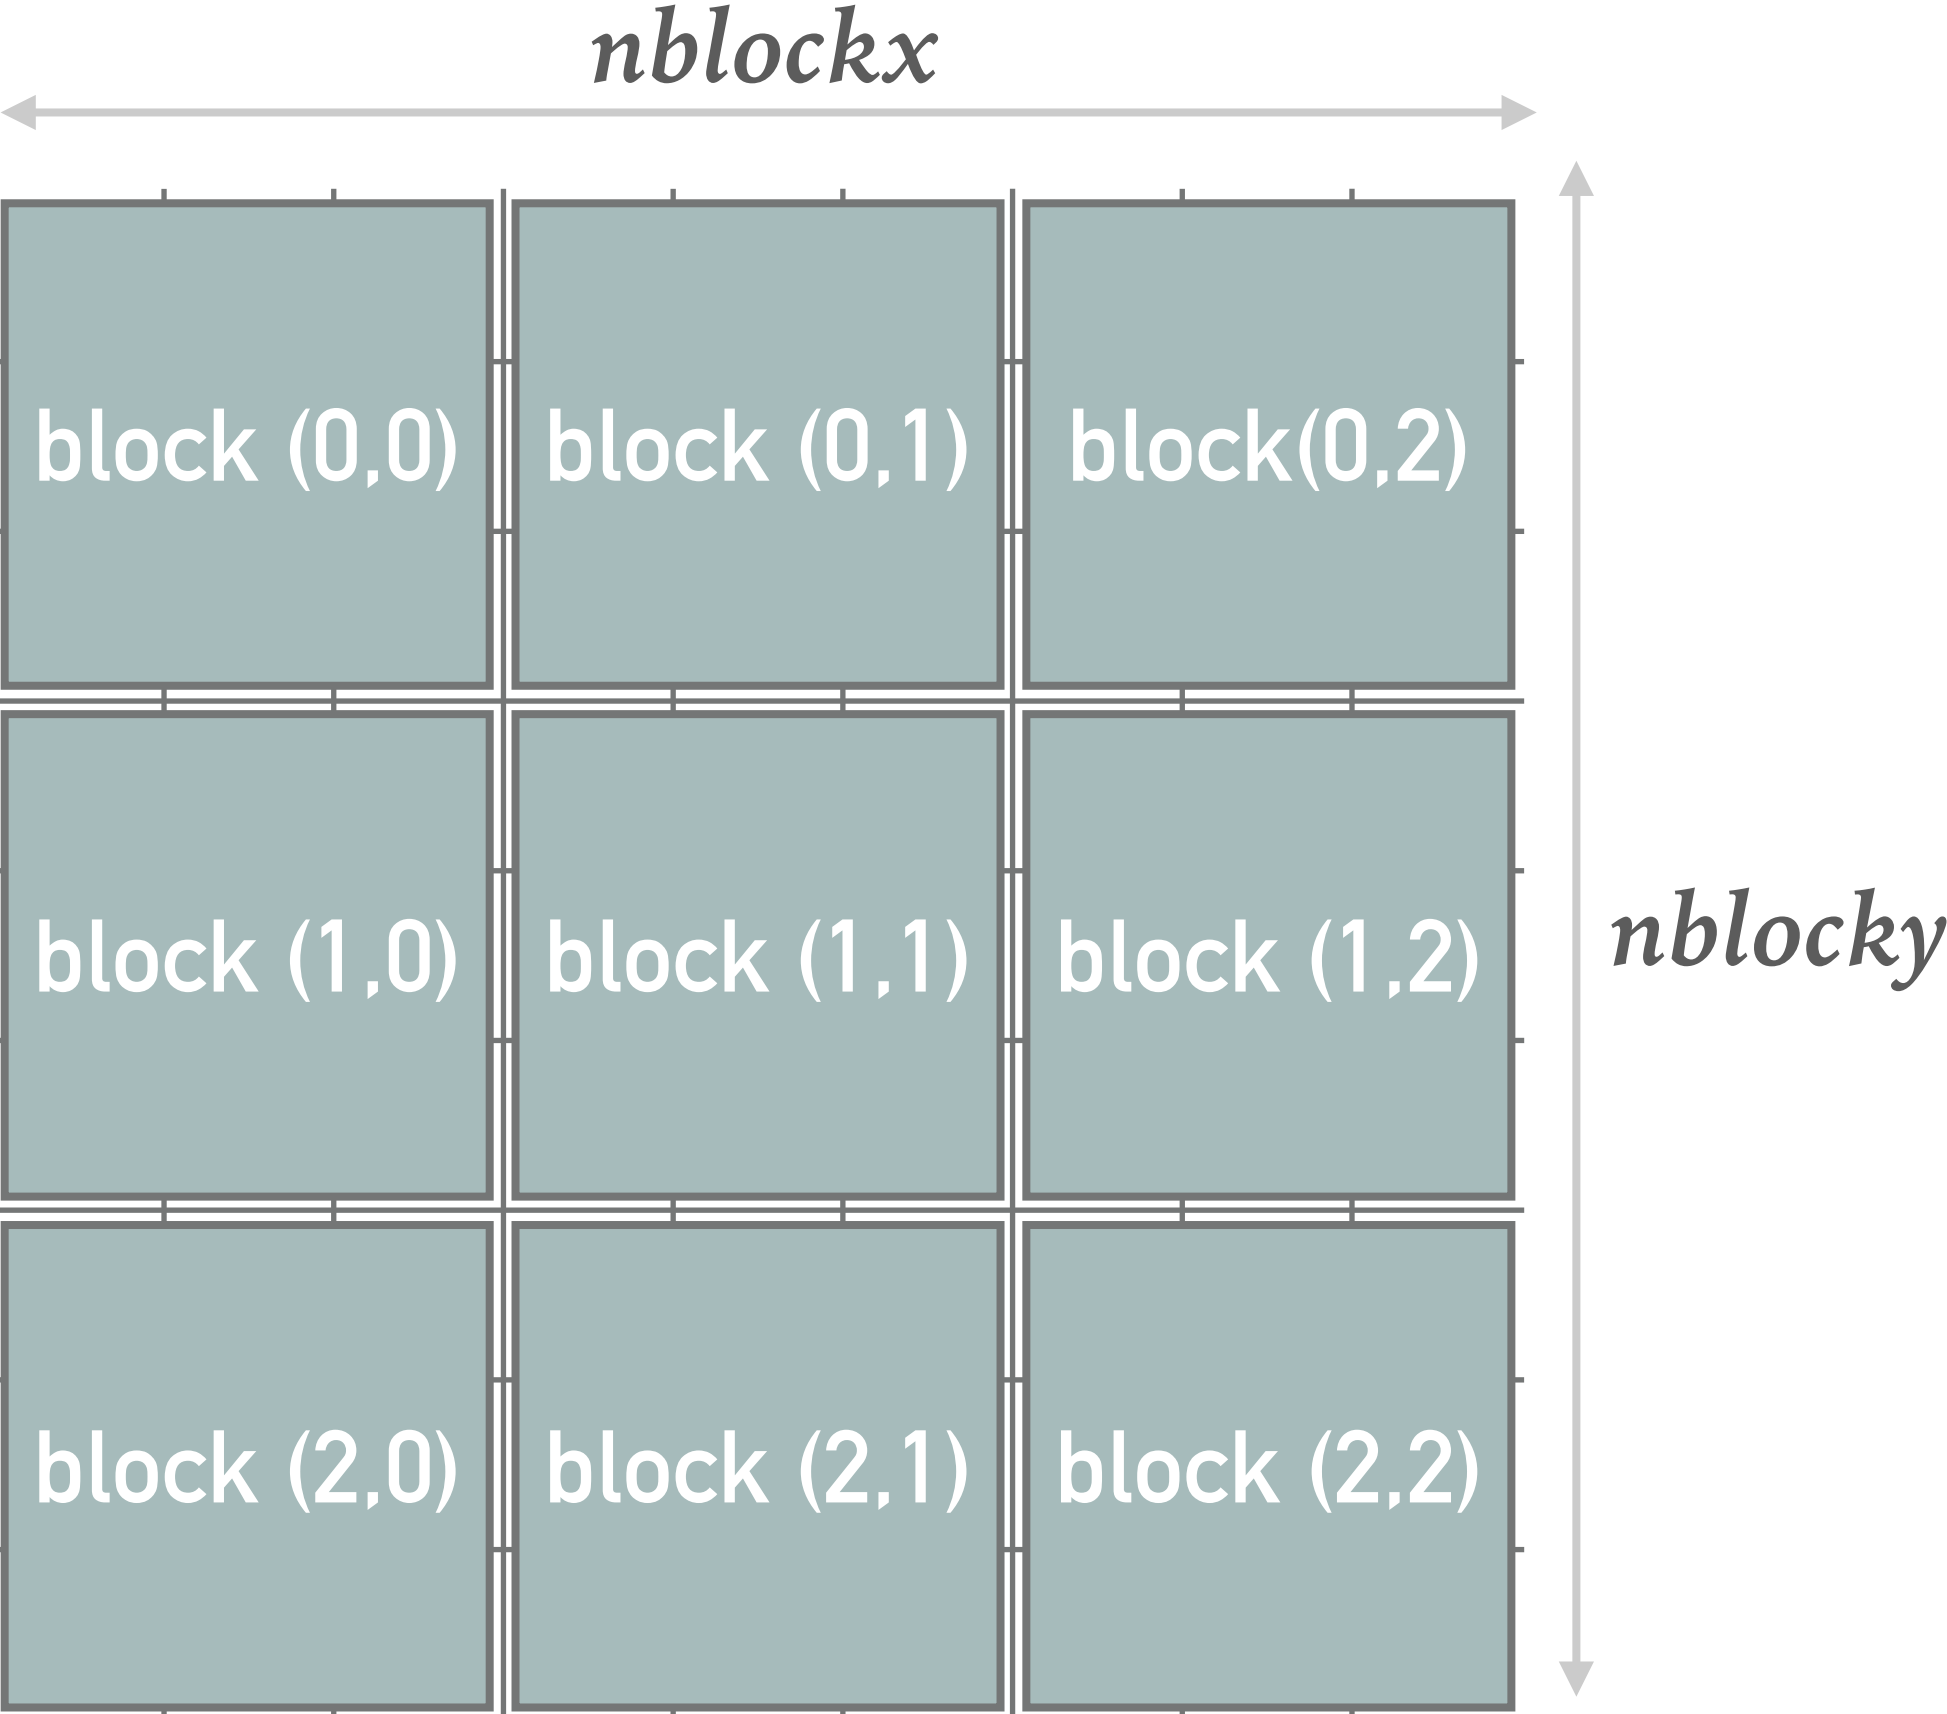 nblockx
block (0,0) block (0,1) block(0,2)
block (1,0) block (1,1) block (1,2)
nblocky
block (2,0) block (2,1) block (2,2)